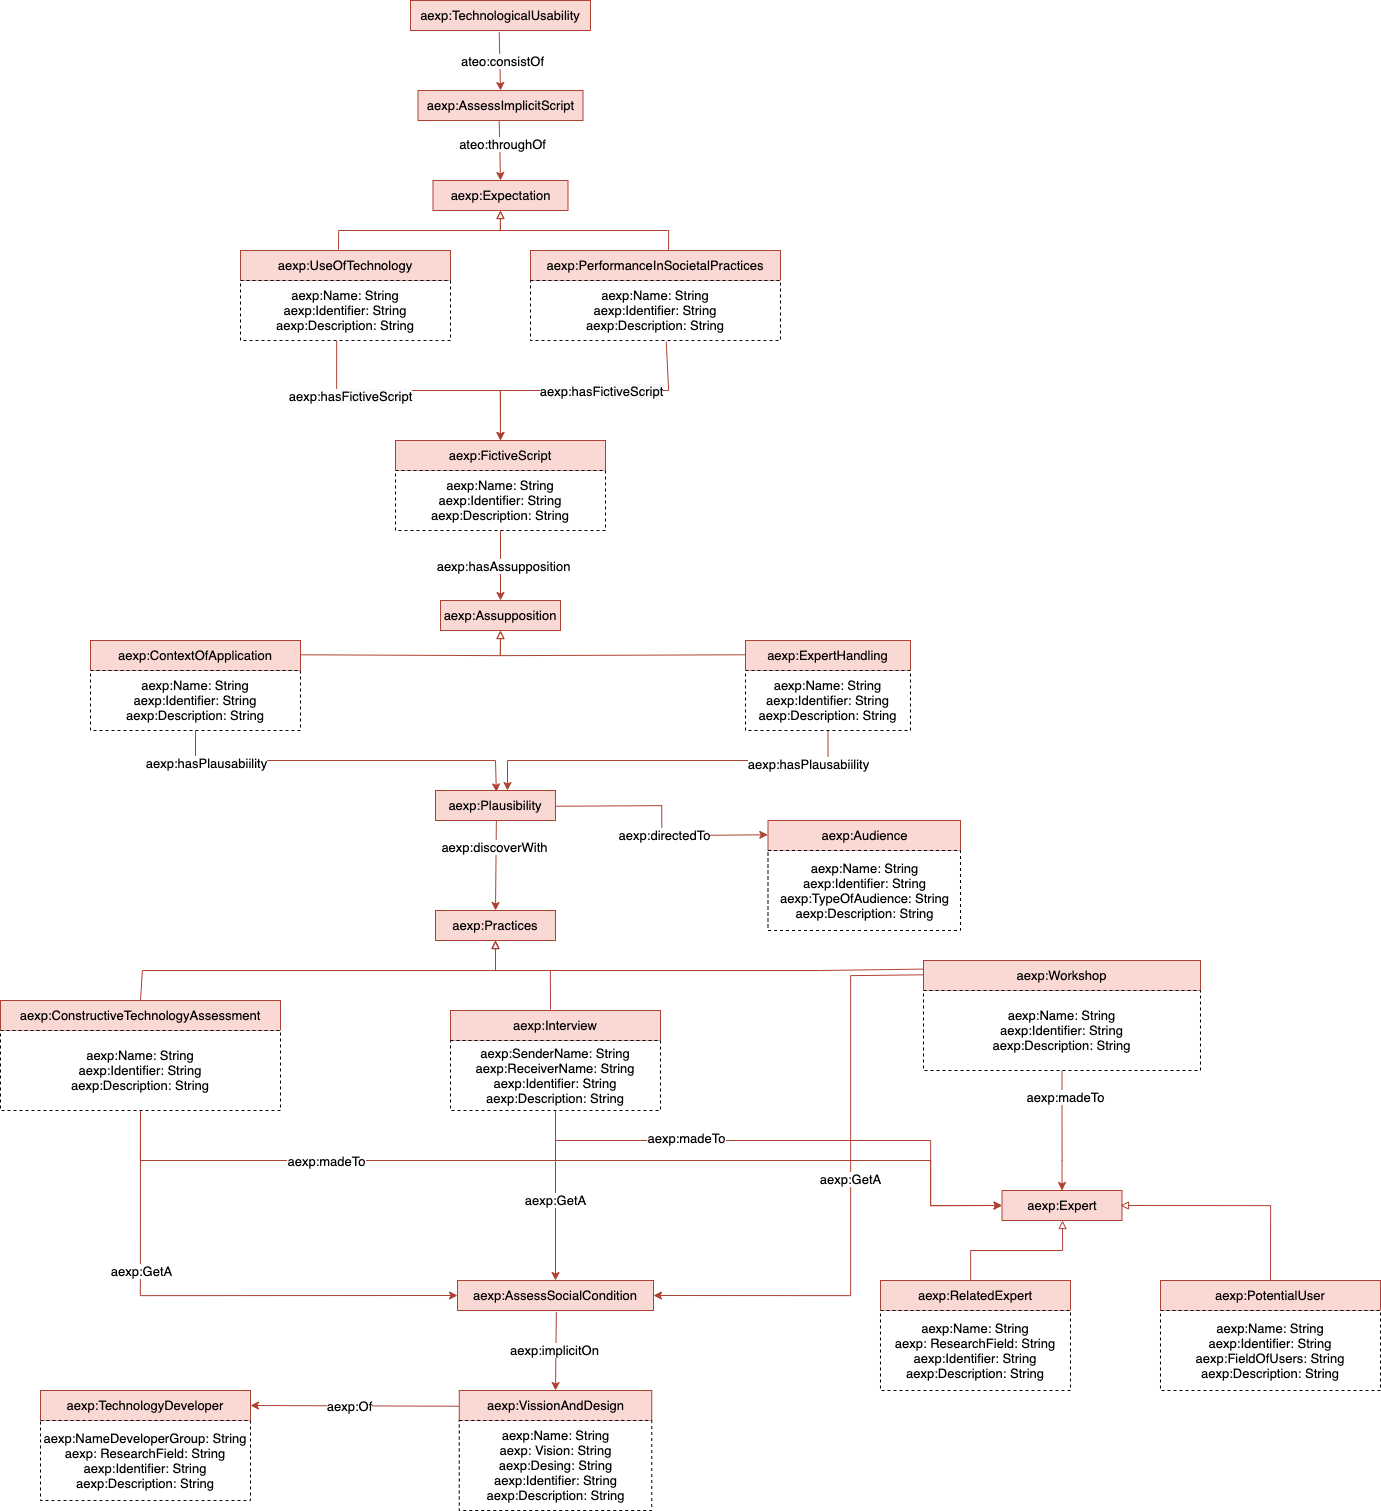 aexp:TechnologicalUsability
ateo:consistOf
aexp:AssessImplicitScript
ateo:throughOf
aexp:Expectation
aexp:UseOfTechnology
aexp:Name: String
aexp:Identifier: String
aexp:Description: String
aexp:PerformanceInSocietalPractices
aexp:Name: String
aexp:Identifier: String
aexp:Description: String
aexp:hasFictiveScript
aexp:hasFictiveScript
aexp:FictiveScript
aexp:Name: String
aexp:Identifier: String
aexp:Description: String
aexp:hasAssupposition
aexp:Assupposition
aexp:ContextOfApplication
aexp:Name: String
aexp:Identifier: String
aexp:Description: String
aexp:ExpertHandling
aexp:Name: String
aexp:Identifier: String
aexp:Description: String
aexp:hasPlausabiility
aexp:hasPlausabiility
aexp:Plausibility
aexp:directedTo
aexp:discoverWith
aexp:Audience
aexp:Name: String
aexp:Identifier: String
aexp:TypeOfAudience: String
aexp:Description: String
aexp:Practices
aexp:ConstructiveTechnologyAssessment
aexp:Name: String
aexp:Identifier: String
aexp:Description: String
aexp:Interview
aexp:SenderName: String
aexp:ReceiverName: String
aexp:Identifier: String
aexp:Description: String
aexp:Workshop
aexp:Name: String
aexp:Identifier: String
aexp:Description: String
aexp:madeTo
aexp:madeTo
aexp:madeTo
aexp:GetA
aexp:GetA
aexp:GetA
aexp:Expert
aexp:AssessSocialCondition
aexp:RelatedExpert
aexp:Name: String
aexp: ResearchField: String
aexp:Identifier: String
aexp:Description: String
aexp:PotentialUser
aexp:Name: String
aexp:Identifier: String
aexp:FieldOfUsers: String
aexp:Description: String
aexp:implicitOn
aexp:TechnologyDeveloper
aexp:NameDeveloperGroup: String
aexp: ResearchField: String
aexp:Identifier: String
aexp:Description: String
aexp:Of
aexp:VissionAndDesign
aexp:Name: String
aexp: Vision: String
aexp:Desing: String
aexp:Identifier: String
aexp:Description: String